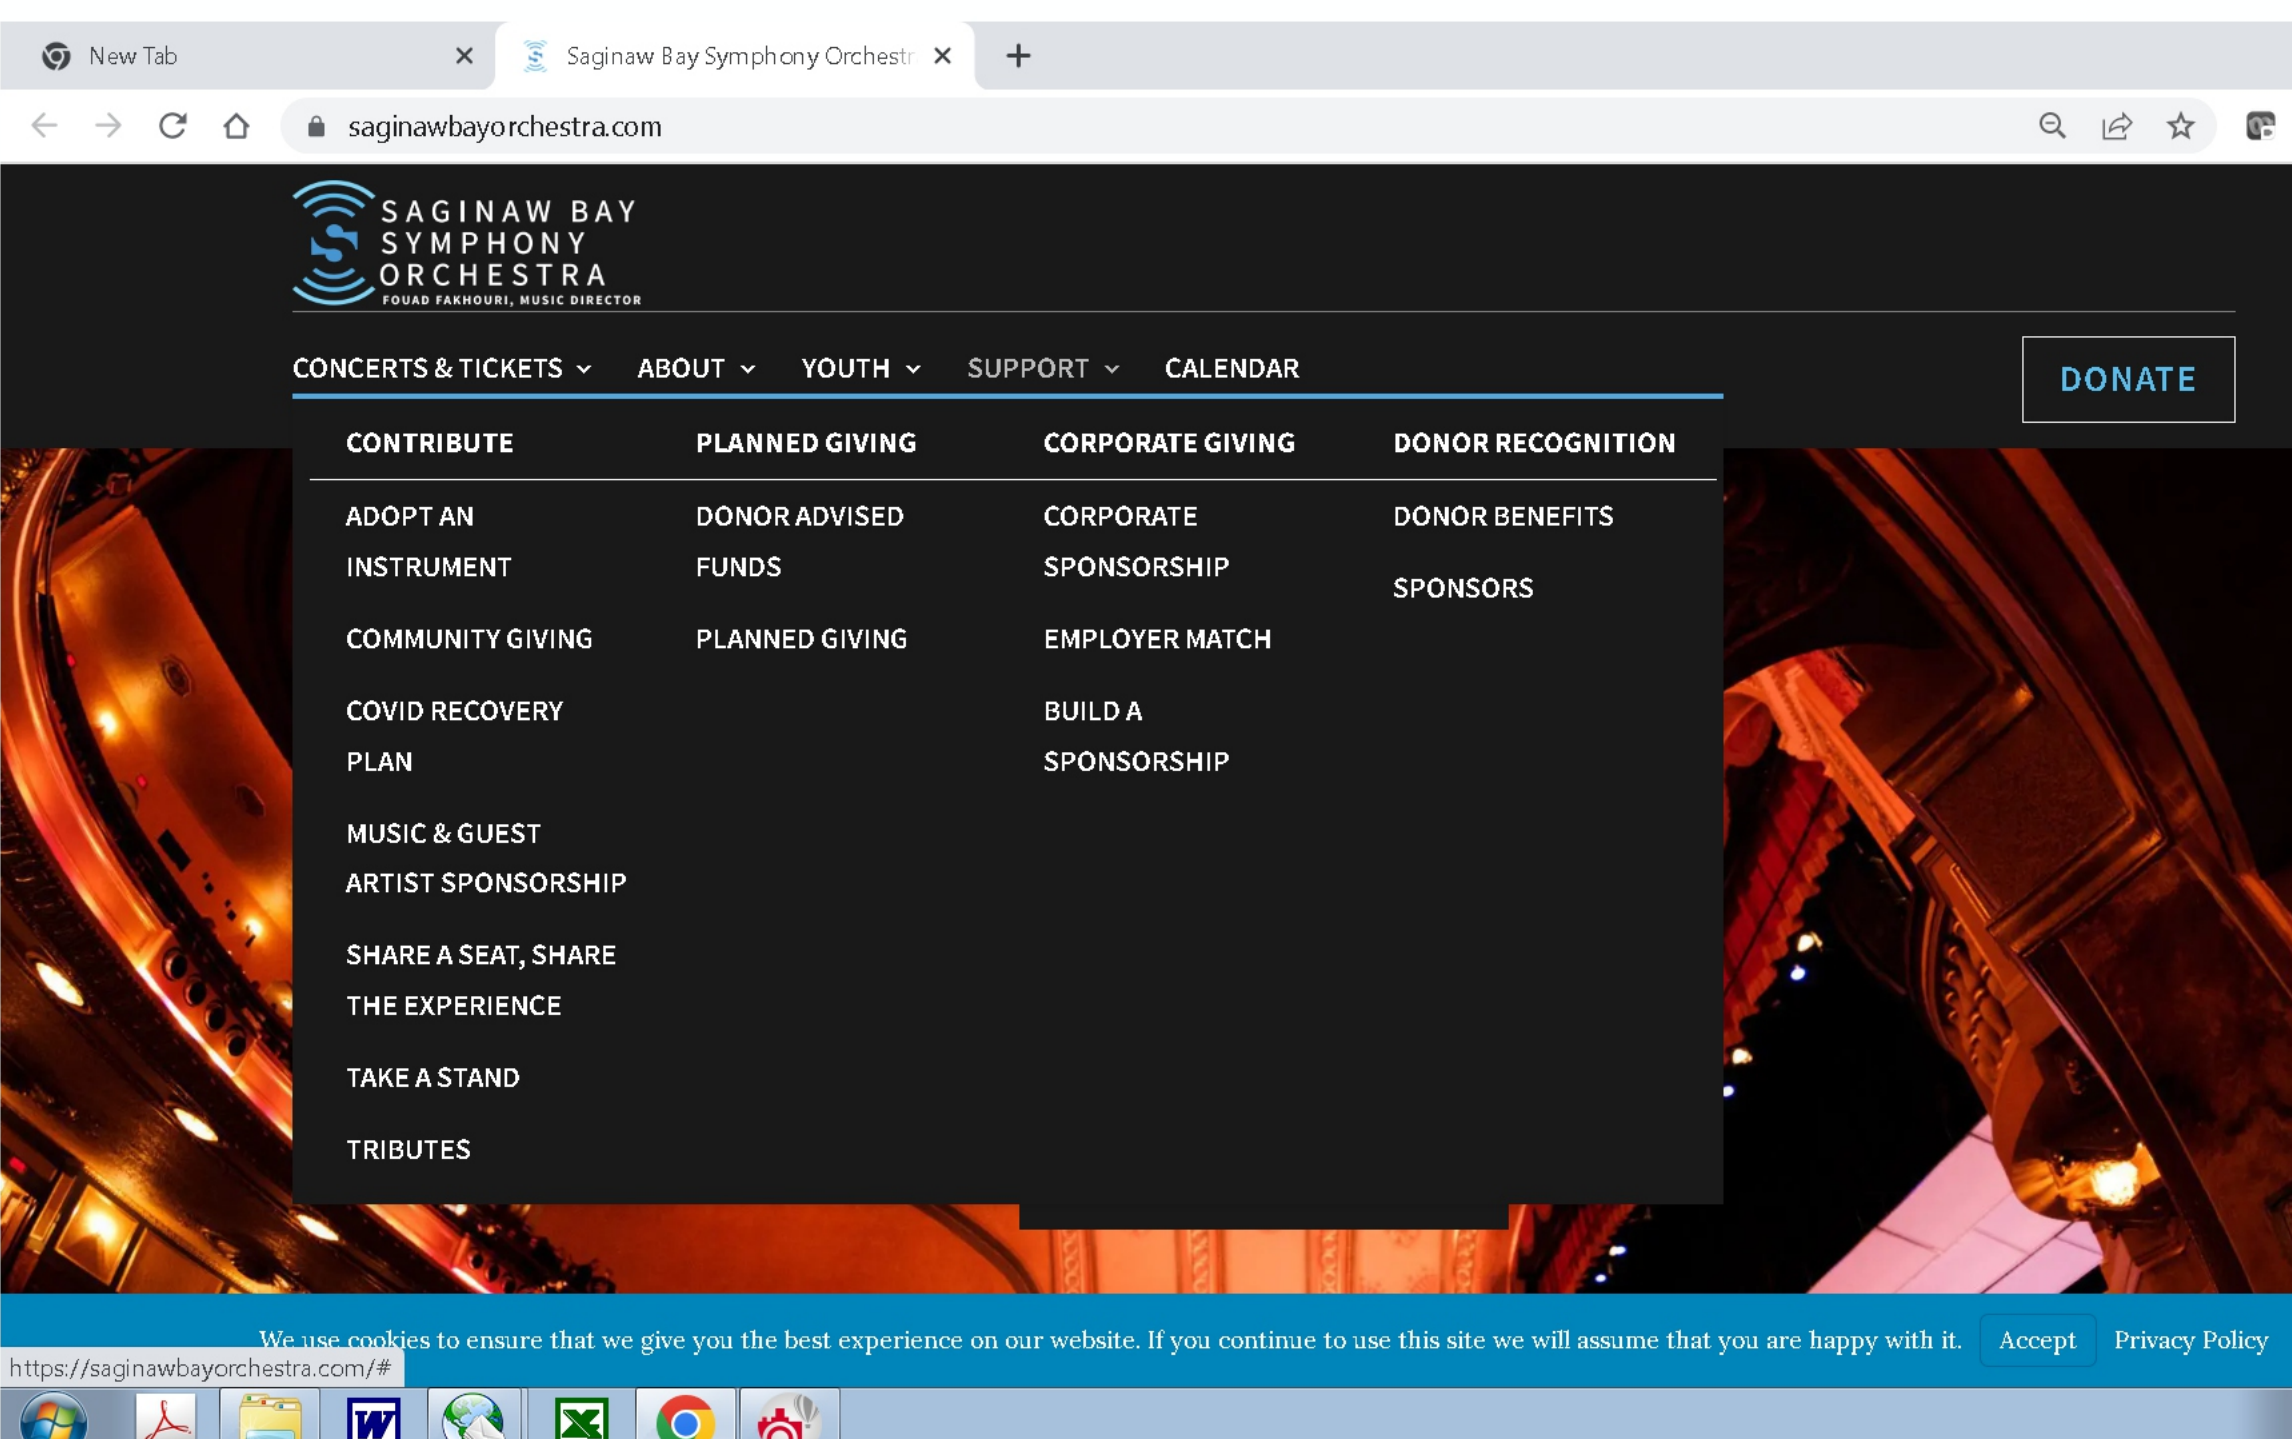 New Tab
Saginaw Bay Symphony Orchestr
saginawbayorchestra.com
SAGINAW BAY
SYMPHONY
ORCHESTRA
FOUAD FAKHOURI, MUSIC DIRECTOR
CONCERTS & TICKETS ABOUT YOUTH SUPPORT CALENDAR
DONATE
CONTRIBUTE
ADOPT AN
INSTRUMENT
COMMUNITY GIVING
COVID RECOVERY
PLAN
MUSIC & GUEST
ARTIST SPONSORSHIP
SHARE A SEAT, SHARE
THE EXPERIENCE
TAKE A STAND
TRIBUTES
PLANNED GIVING
DONOR ADVISED
FUNDS
PLANNED GIVING
CORPORATE GIVING
CORPORATE
SPONSORSHIP
EMPLOYER MATCH
BUILD A
SPONSORSHIP
DONOR RECOGNITION
DONOR BENEFITS
SPONSORS
We use cookies to ensure that we give you the best experience on our website. If you continue to use this site we will assume that you are happy with it. Accept Privacy Policy
https://saginawbayorchestra.com/#